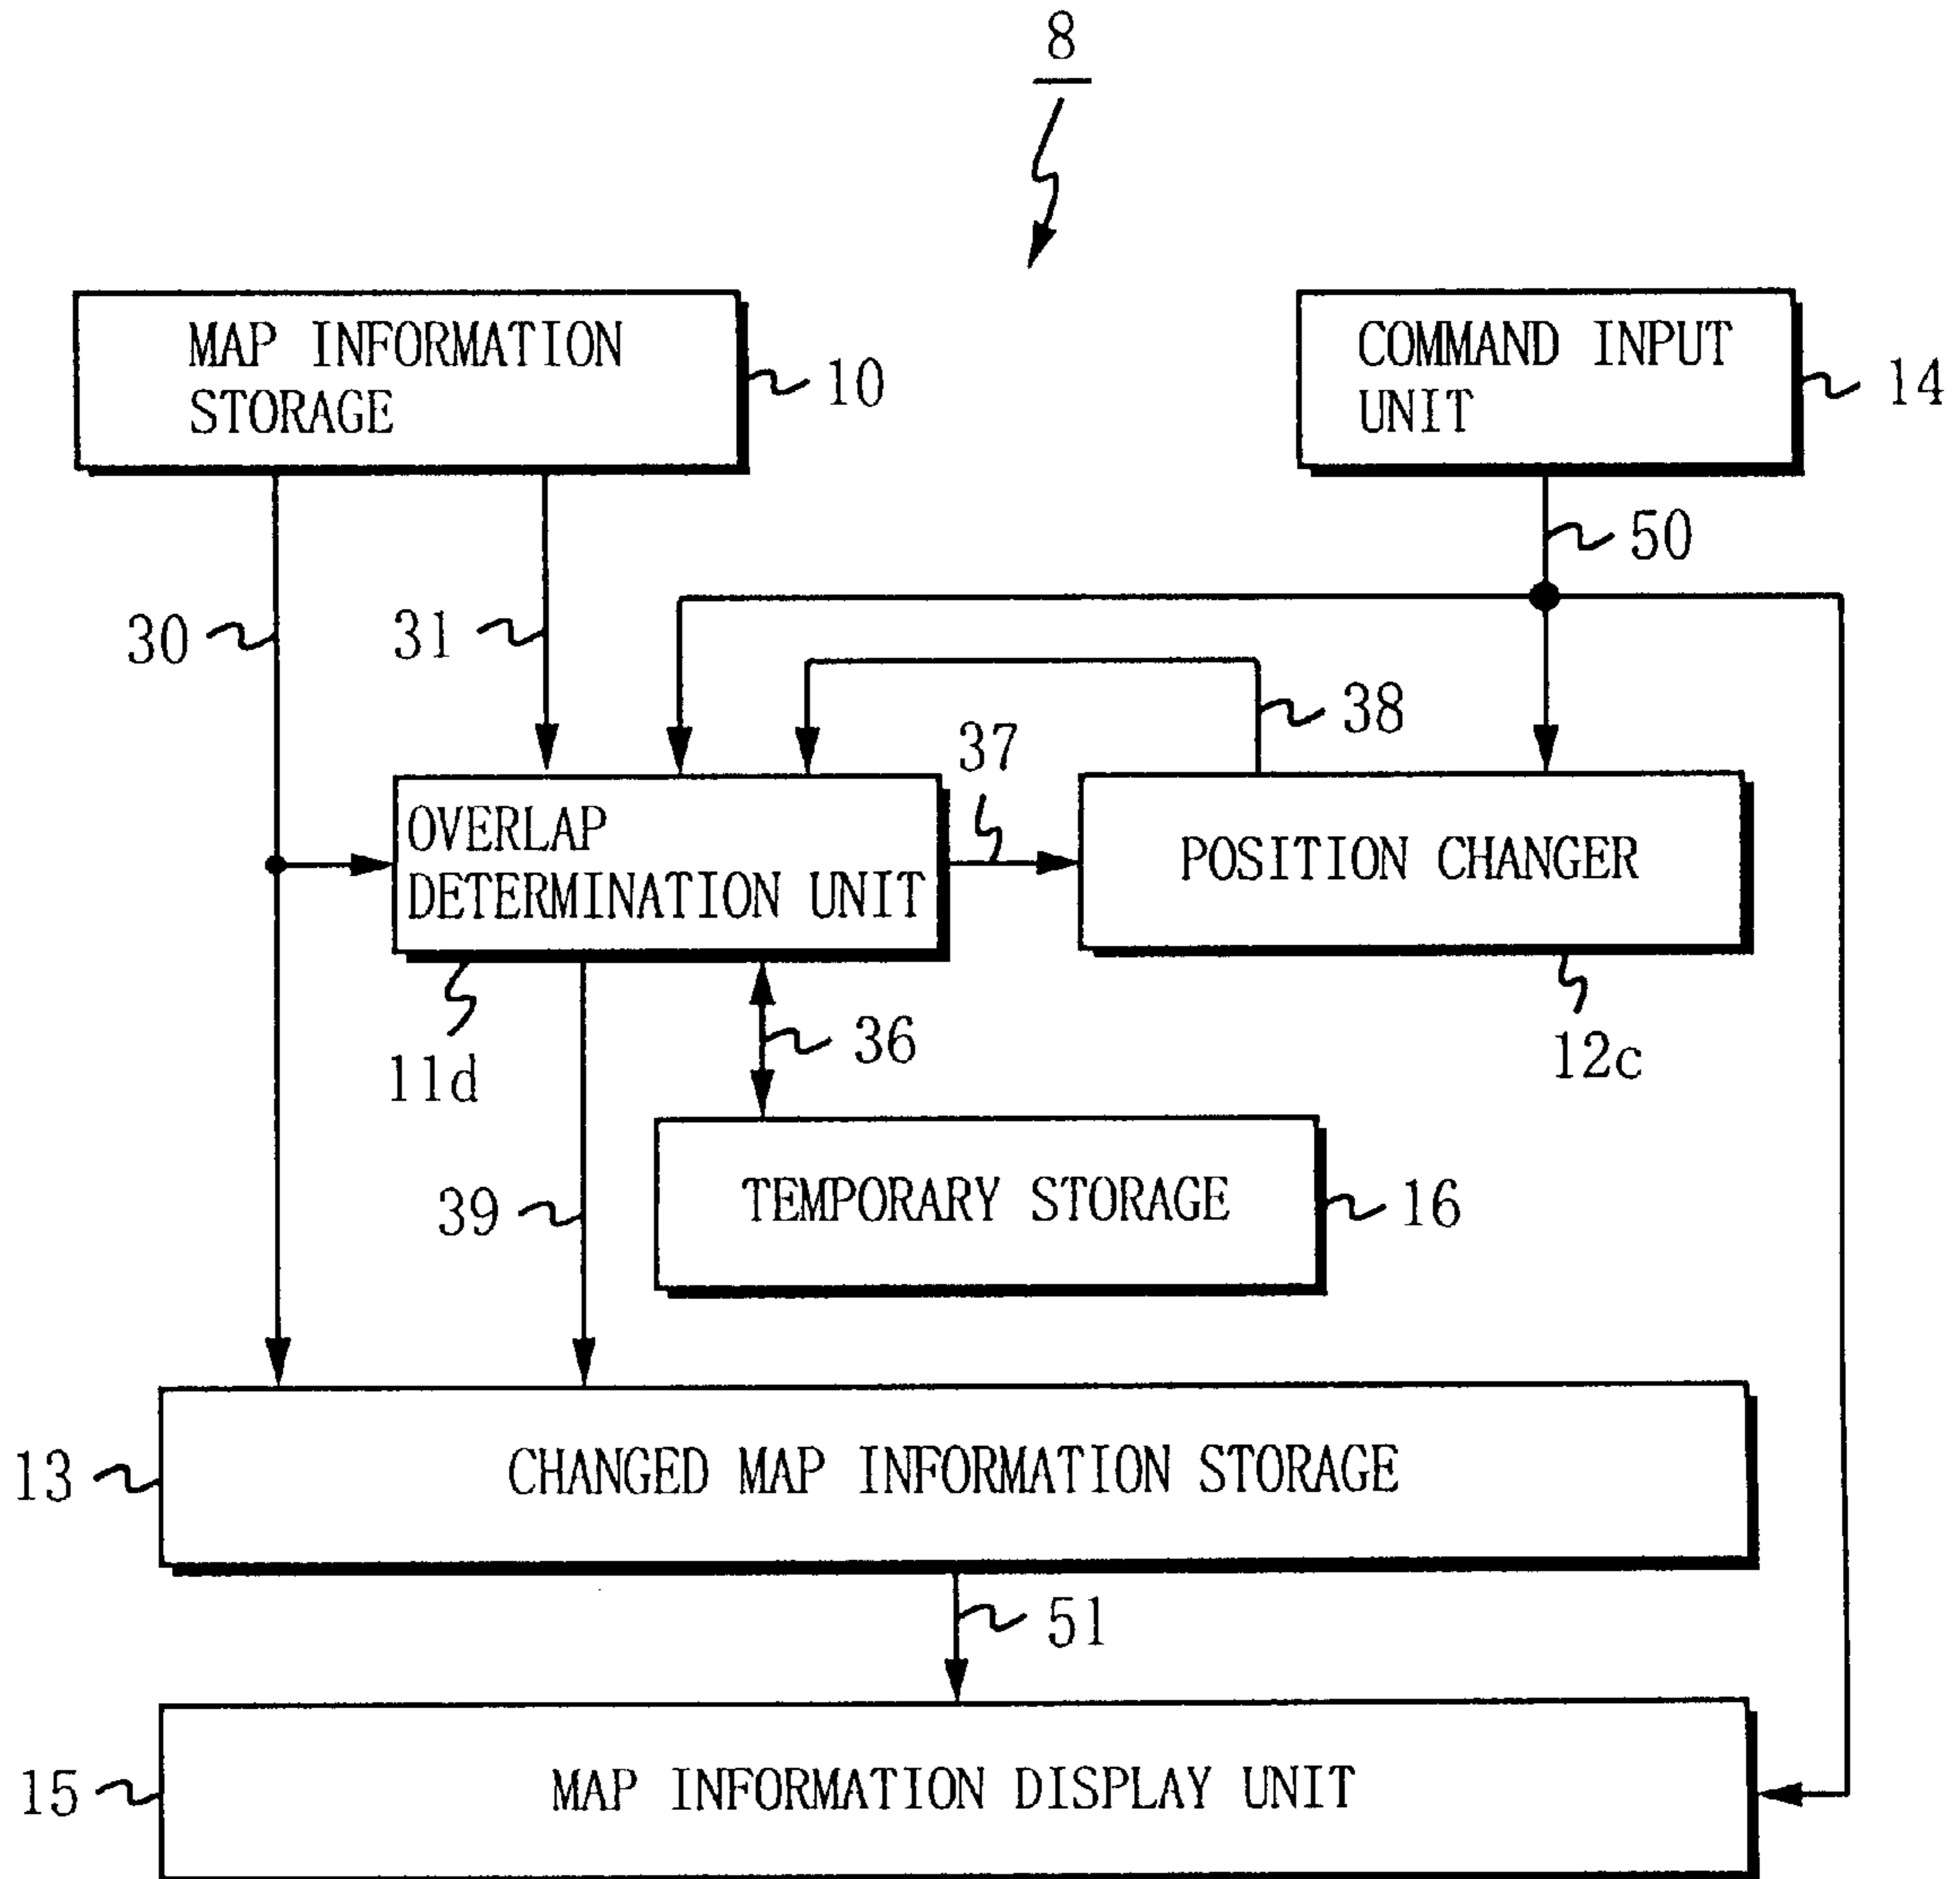 8
MAP INFORMATION
STORAGE
10
COMMAND INPUT
UNIT
14
50
30
31
38
37
OVERLAP
DETERMINATION UNIT
POSITION CHANGER
11d
36
12c
39
TEMPORARY STORAGE
16
13
CHANGED MAP INFORMATION STORAGE
51
15
MAP INFORMATION DISPLAY UNIT